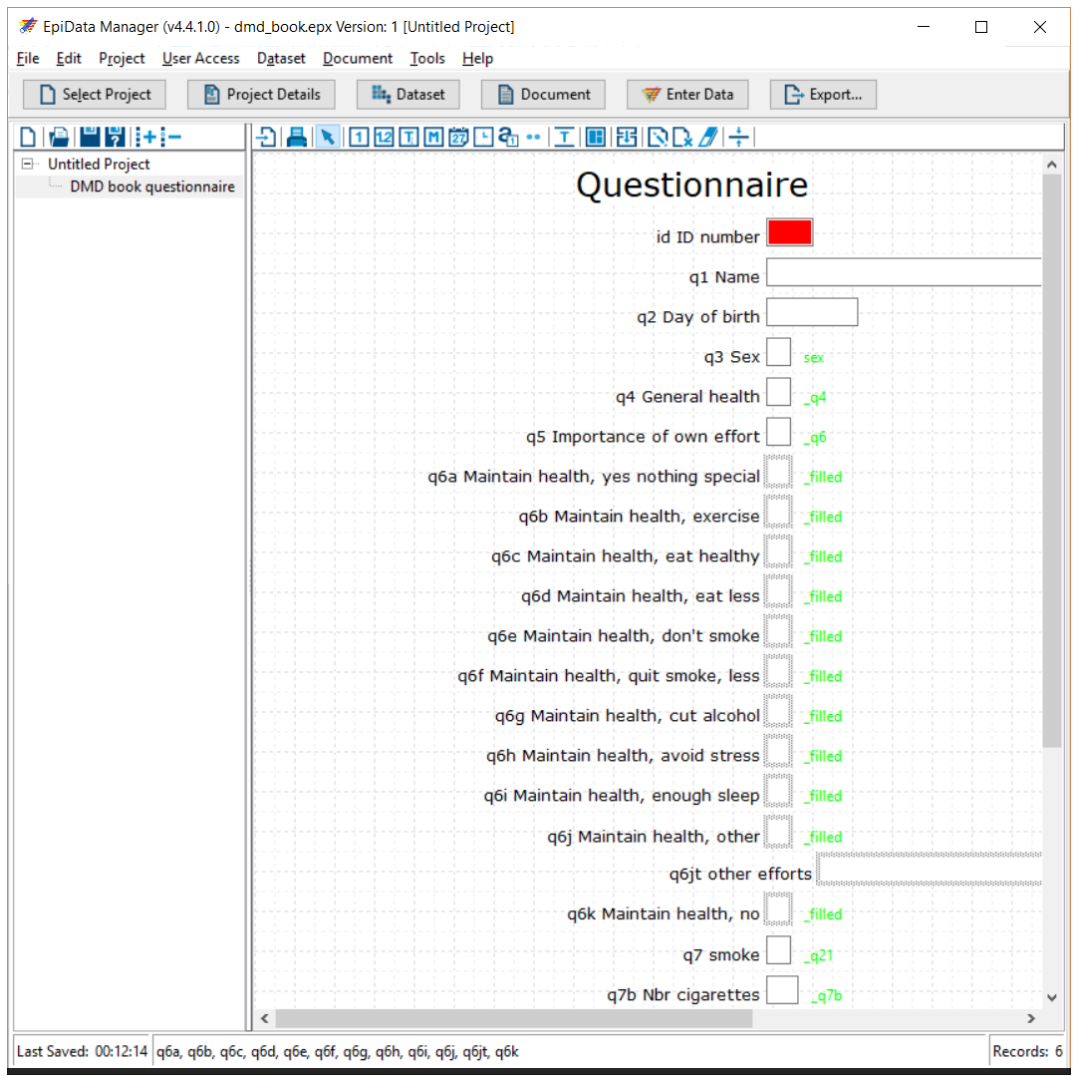 EpiData Manager (v4.4.1.0) - dmd_book.epx Version: 1 [Untitled Project]
File Edit Project User Access Dataset Document Tools Help
Select Project Project Details Dataset Document Enter Data Export...
Untitled Project
DMD book questionnaire
Questionnaire
id ID number
q1 Name
q2 Day of birth
q3 Sex sex
q4 General health _q4
q5 Importance of own effort _q6
q6a Maintain health, yes nothing special _filled
q6b Maintain health, exercise _filled
q6c Maintain health, eat healthy _filled
q6d Maintain health, eat less _filled
q6e Maintain health, don't smoke _filled
q6f Maintain health, quit smoke, less _filled
q6g Maintain health, cut alcohol _filled
q6h Maintain health, avoid stress _filled
q6i Maintain health, enough sleep _filled
q6j Maintain health, other _filled
q6jt other efforts
q6k Maintain health, no _filled
q7 smoke _q21
q7b Nbr cigarettes _q7b
Last Saved: 00:12:14 q6a, q6b, q6c, q6d, q6e, q6f, q6g, q6h, q6i, q6j, q6jt, q6k Records: 6